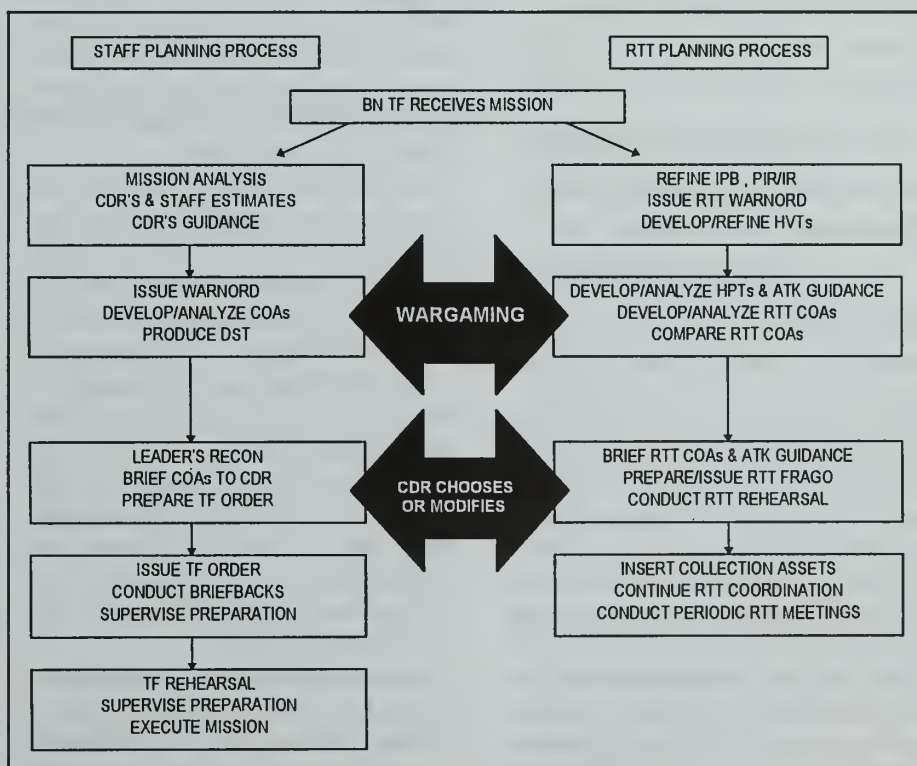 STAFF PLANNING PROCESS
RTT PLANNING PROCESS
BN TF RECEIVES MISSION
MISSION ANALYSIS
CDR'S & STAFF ESTIMATES
CDR'S GUIDANCE
REFINE IPB , PIR/IR
ISSUE RTT WARNORD
DEVELOP/REFINE HVTs
ISSUE WARNORD
DEVELOP/ANALYZE COAs
PRODUCE DST
WARGAMING
DEVELOP/ANALYZE HPTs & ATK GUIDANCE
DEVELOP/ANALYZE RTT COAs
COMPARE RTT COAs
LEADER'S RECON
BRIEF COAs TO CDR
PREPARE TF ORDER
CDR CHOOSES
OR MODIFIES
BRIEF RTT COAs & ATK GUIDANCE
PREPARE/ISSUE RTT FRAGO
CONDUCT RTT REHEARSAL
ISSUE TF ORDER
CONDUCT BRIEFBACKS
SUPERVISE PREPARATION
INSERT COLLECTION ASSETS
CONTINUE RTT COORDINATION
CONDUCT PERIODIC RTT MEETINGS
TF REHEARSAL
SUPERVISE PREPARATION
EXECUTE MISSION